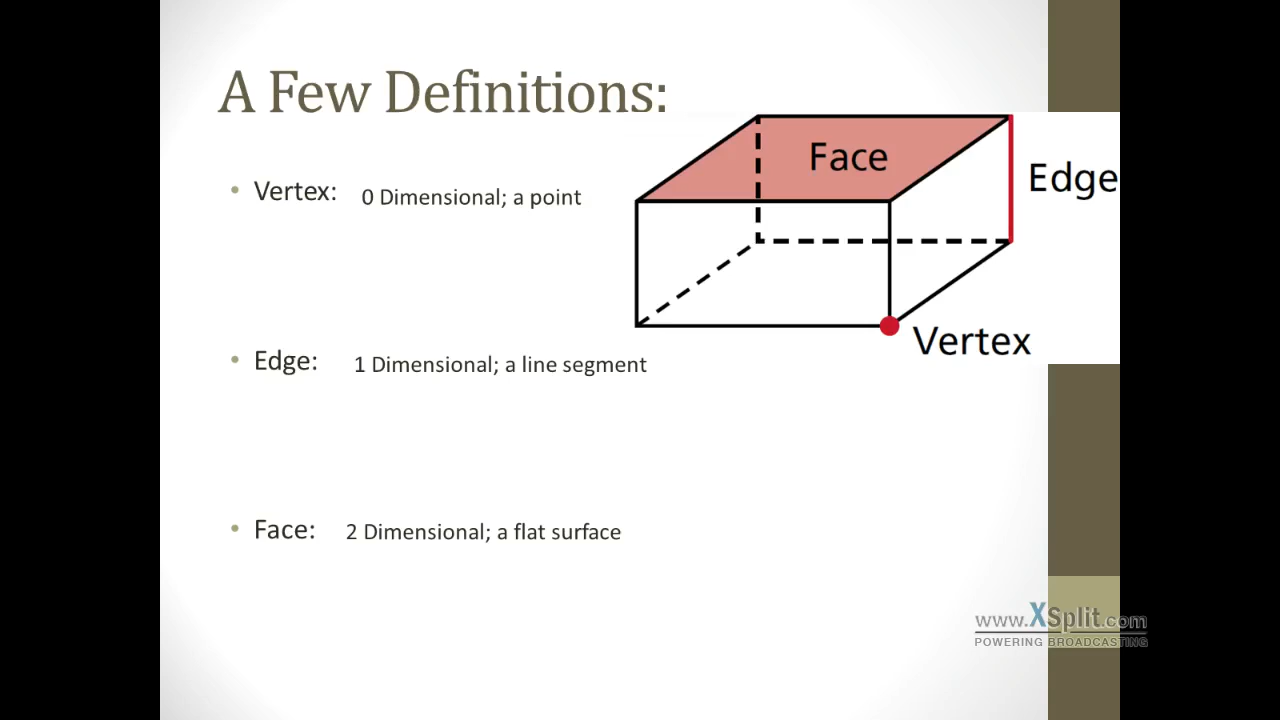 A Few Definitions:
Face
Edge
• Vertex: 0 Dimensional; a point
Vertex
• Edge: 1 Dimensional; a line segment
• Face: 2 Dimensional; a flat surface
www.XSplit.com
POWERING BROADCASTING